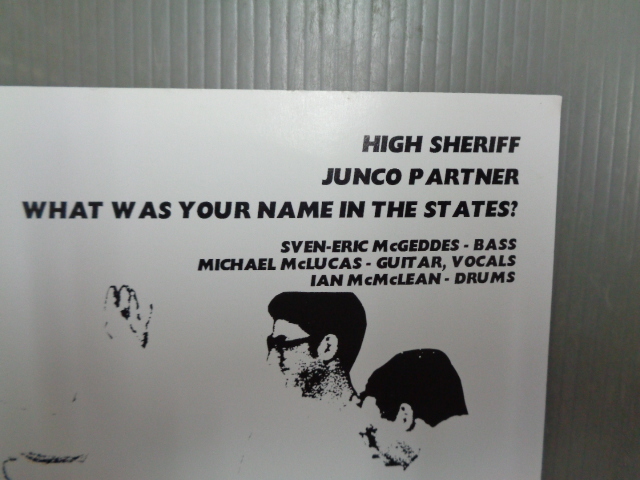 HIGH SHERIFF
JUNCO PARTNER
WHAT WAS YOUR NAME IN THE STATES?
SVEN-ERIC McGEDDES - BASS
MICHAEL McLUCAS - GUITAR, VOCALS
IAN McMcLEAN - DRUMS